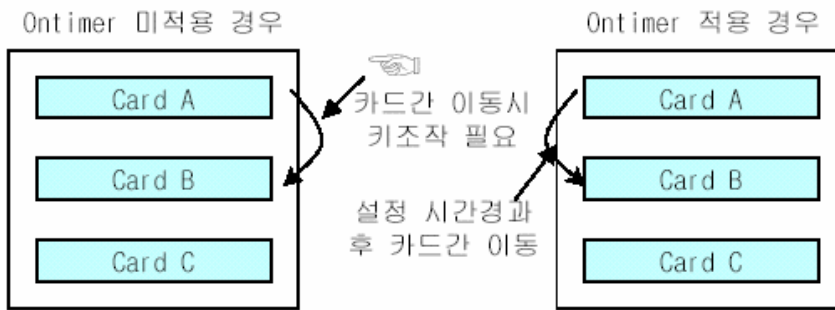 Ontimer 미적용 경우
Card A
Card B
Card C
카드간 이동시
키조작 필요
설정 시간경과
후 카드간 이동
Ontimer 적용 경우
Card A
Card B
Card C